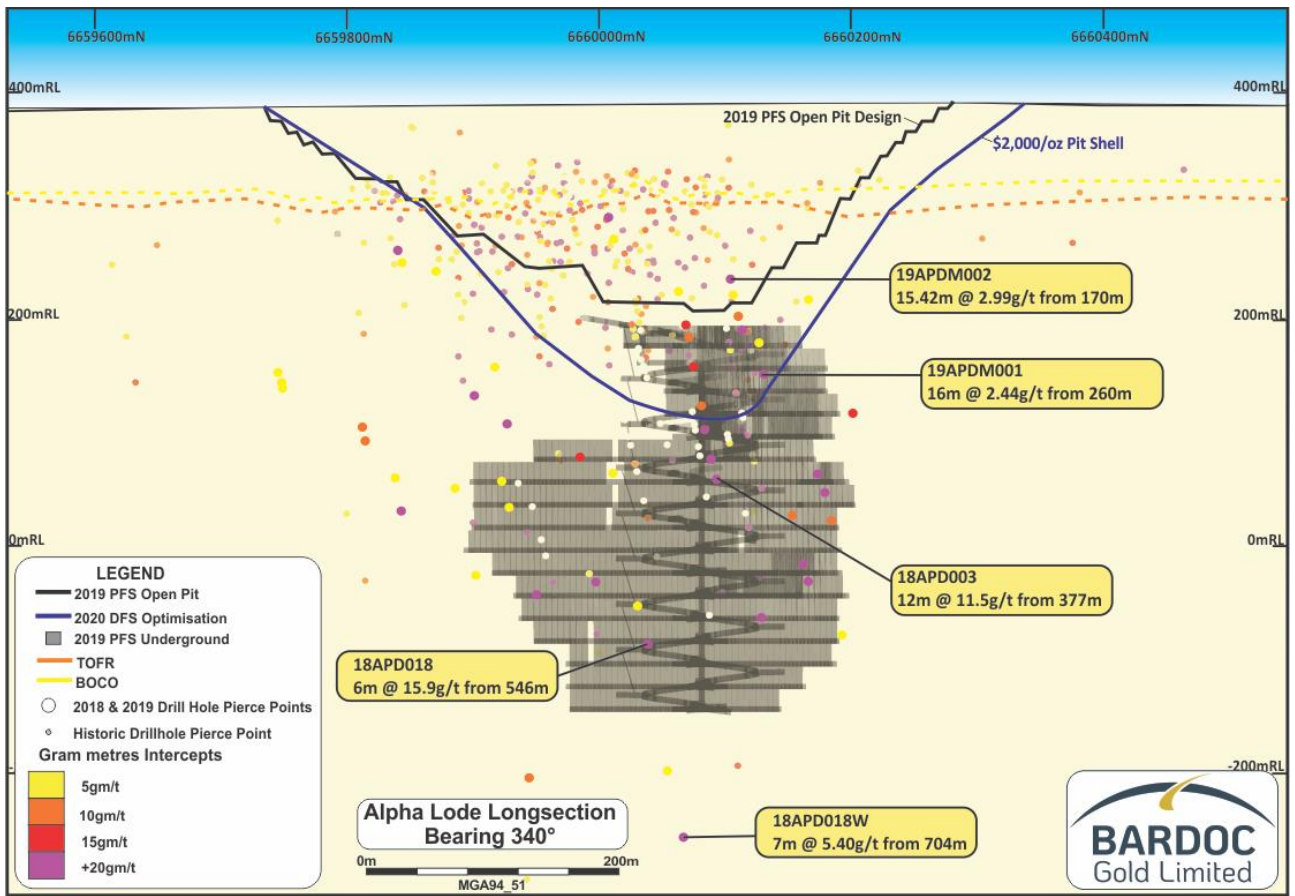 6659600mN
6659800mN
6660000mN
6660200mN
6660400mN
400mRL
400mRL
2019 PFS Open Pit Design
$2,000/oz Pit Shell
19APDM002
15.42m @ 2.99g/t from 170m
200mRL
200mRL
19APDM001
16m @ 2.44g/t from 260m
0mRL
0mRL
18APD003
12m @ 11.5g/t from 377m
18APD018
6m @ 15.9g/t from 546m
LEGEND
2019 PFS Open Pit
2020 DFS Optimisation
2019 PFS Underground
TOFR
BOCO
2018 & 2019 Drill Hole Pierce Points
Historic Drillhole Pierce Point
Gram metres Intercepts
5gm/t
10gm/t
15gm/t
+20gm/t
-200mRL
Alpha Lode Longsection
Bearing 340°
0m
200m
MGA94_51
18APD018W
7m @ 5.40g/t from 704m
BARDOC
Gold Limited